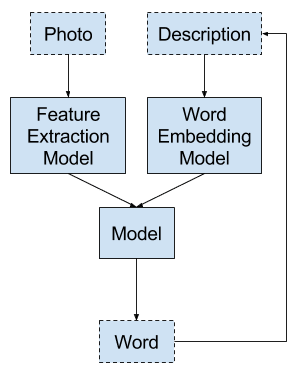 Photo
Description
Feature
Extraction
Model
Word
Embedding
Model
Model
Word